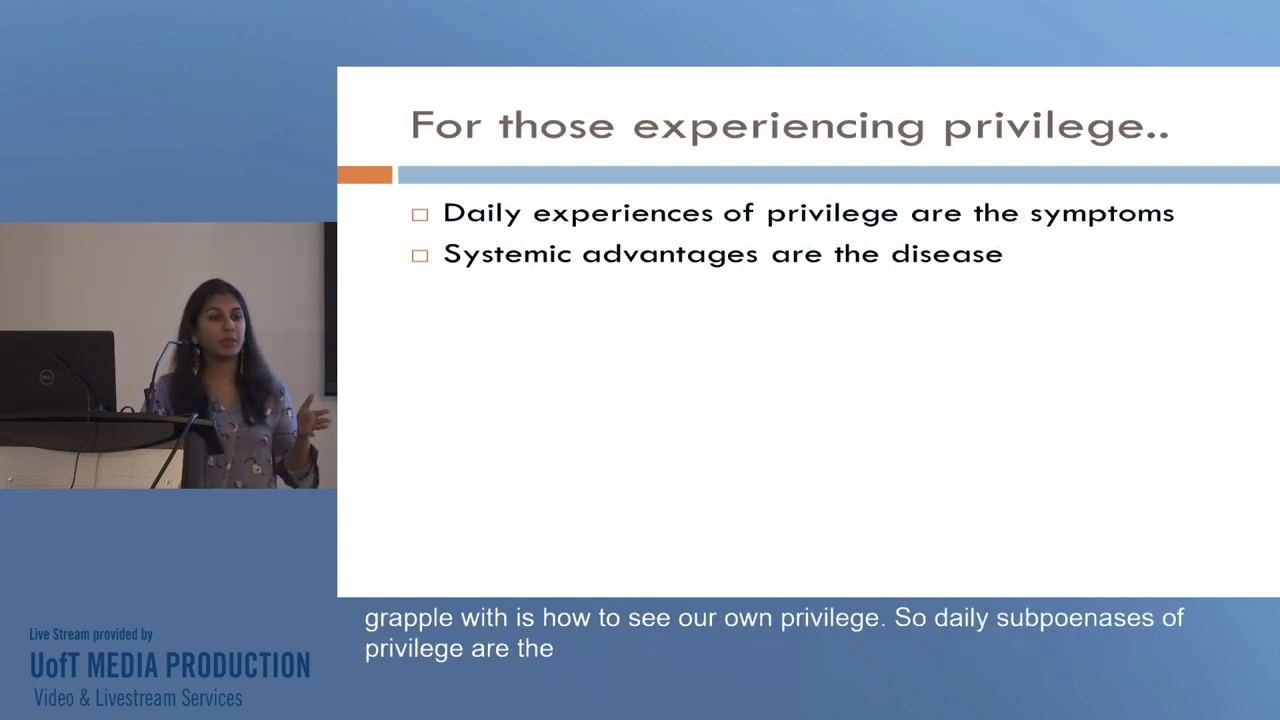 For those experiencing privilege..
Daily experiences of privilege are the symptoms
Systemic advantages are the disease
grapple with is how to see our own privilege. So daily subpoenases of
privilege are the
Live Stream provided by
UofT MEDIA PRODUCTION
Video & Livestream Services